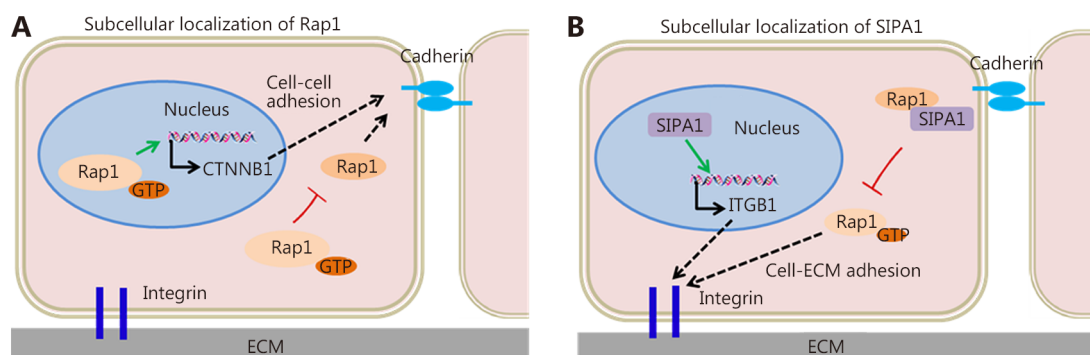 A
Subcellular localization of Rap1
Cadherin
Cell-cell
adhesion
Nucleus
CTNNB1
Rap1
GTP
Rap1
Rap1
GTP
Integrin
ECM
B
Subcellular localization of SIPA1
Cadherin
Rap1
SIPA1
SIPA1
Nucleus
ITGB1
Rap1
GTP
Cell-ECM adhesion
Integrin
ECM